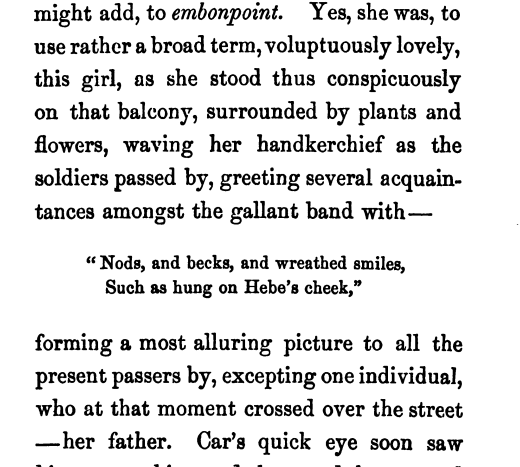 might add, to embonpoint. Yes, she was, to
use rather a broad term, voluptuously lovely,
this girl, as she stood thus conspicuously
on that balcony, surrounded by plants and
flowers, waving her handkerchief as the
soldiers passed by, greeting several acquain-
tances amongst the gallant band with—
“Nods, and becks, and wreathed smiles,
Such as hung on Hebe's cheek,”
forming a most alluring picture to all the
present passers by, excepting one individual,
who at that moment crossed over the street
—her father. Car's quick eye soon saw